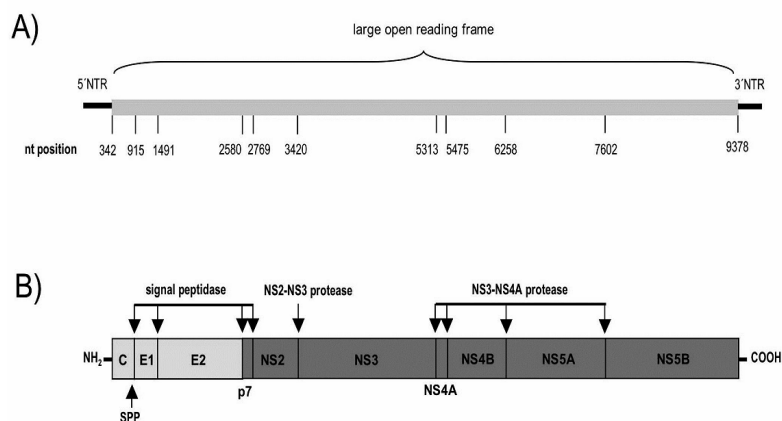 A)
large open reading frame
5´NTR 3´NTR
nt position 342 915 1491 2580 2769 3420 5313 5475 6258 7602 9378
B)
signal peptidase NS2-NS3 protease NS3-NS4A protease
NH2 C E1 E2 NS2 NS3 NS4B NS5A NS5B COOH
p7 NS4A
SPP